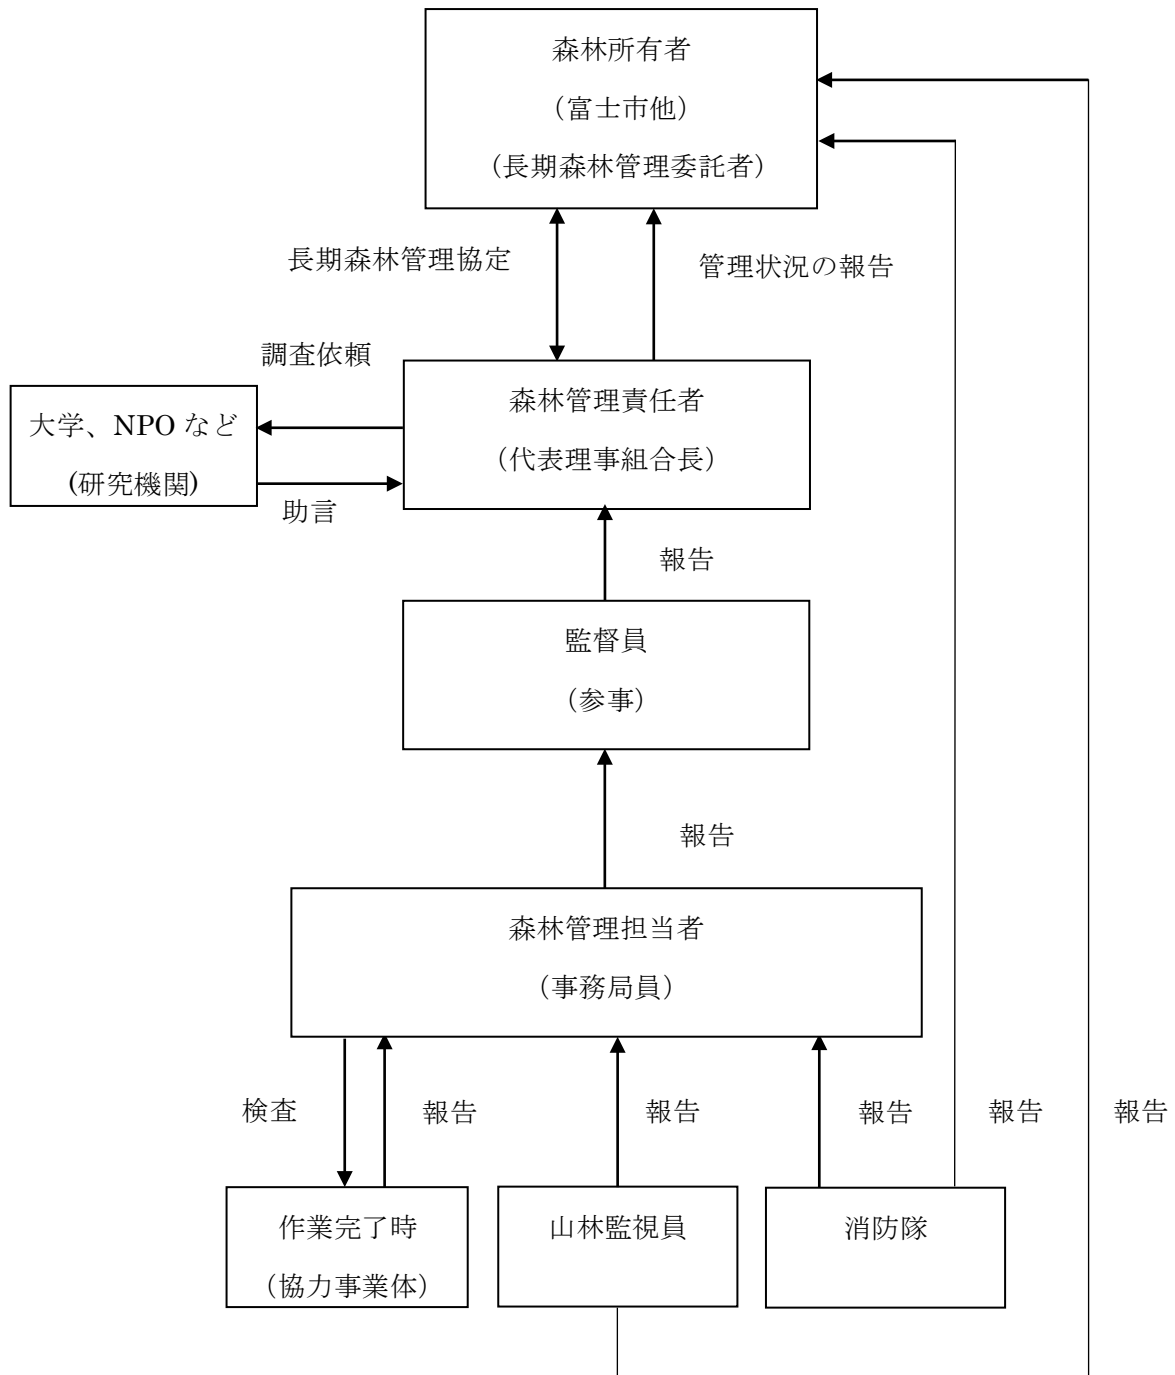 森林所有者
（富士市他）
（長期森林管理委託者）
長期森林管理協定
管理状況の報告
調査依頼
大学、NPO など
(研究機関)
助言
森林管理責任者
（代表理事組合長）
報告
監督員
（参事）
報告
森林管理担当者
（事務局員）
検査
報告
報告
報告
報告
報告
作業完了時
（協力事業体）
山林監視員
消防隊